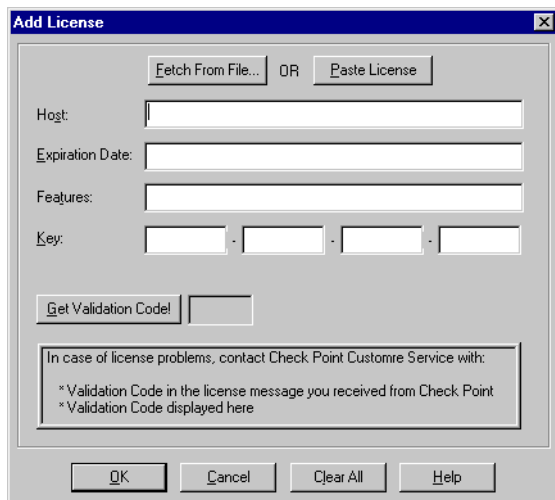 Add License
Fetch From File... OR Paste License
Host:
Expiration Date:
Features:
Key: - - -
Get Validation Code!
In case of license problems, contact Check Point Customre Service with:
* Validation Code in the license message you received from Check Point
* Validation Code displayed here
OK Cancel Clear All Help